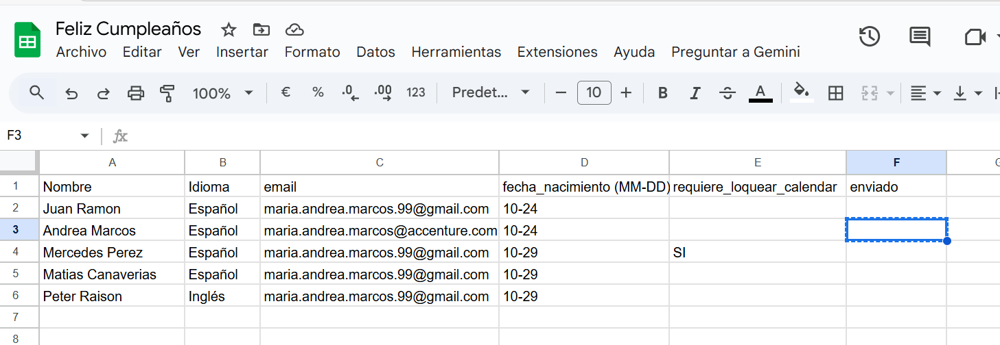 Feliz Cumpleaños
Archivo Editar Ver Insertar Formato Datos Herramientas Extensiones Ayuda Preguntar a Gemini
100% € % .0 .00 123 Predet... 10 B I A
F3 fx
A B C D E F
1 Nombre Idioma email fecha_nacimiento (MM-DD) requiere_loquear_calendar enviado
2 Juan Ramon Español maria.andrea.marcos.99@gmail.com 10-24
3 Andrea Marcos Español maria.andrea.marcos@accenture.com 10-24
4 Mercedes Perez Español maria.andrea.marcos.99@gmail.com 10-29 SI
5 Matias Canaverias Español maria.andrea.marcos.99@gmail.com 10-29
6 Peter Raison Inglés maria.andrea.marcos.99@gmail.com 10-29
7
8